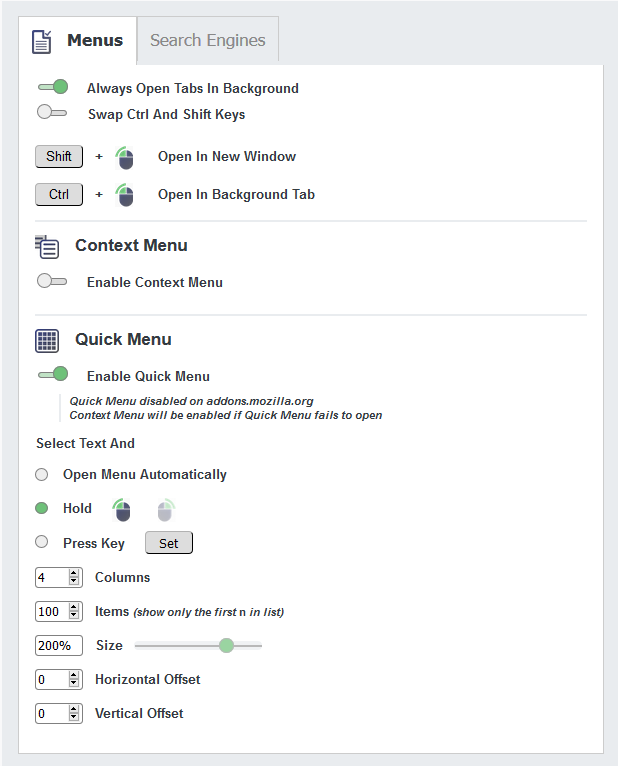 Menus Search Engines
Always Open Tabs In Background
Swap Ctrl And Shift Keys
Shift + Open In New Window
Ctrl + Open In Background Tab
Context Menu
Enable Context Menu
Quick Menu
Enable Quick Menu
Quick Menu disabled on addons.mozilla.org
Context Menu will be enabled if Quick Menu fails to open
Select Text And
Open Menu Automatically
Hold
Press Key Set
4 Columns
100 Items (show only the first n in list)
200% Size
0 Horizontal Offset
0 Vertical Offset